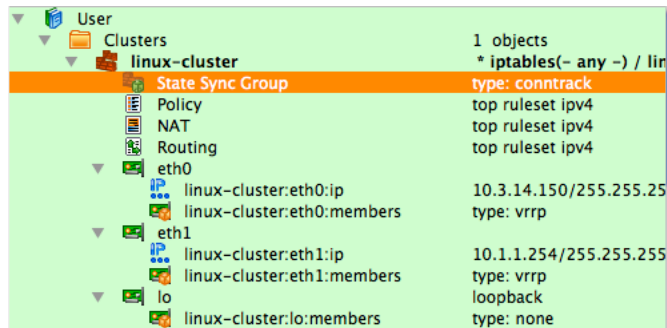 User
Clusters 1 objects
linux-cluster * iptables(- any -) / lin
State Sync Group type: conntrack
Policy top ruleset ipv4
NAT top ruleset ipv4
Routing top ruleset ipv4
eth0
IP linux-cluster:eth0:ip 10.3.14.150/255.255.25
linux-cluster:eth0:members type: vrrp
eth1
IP linux-cluster:eth1:ip 10.1.1.254/255.255.255
linux-cluster:eth1:members type: vrrp
lo loopback
linux-cluster:lo:members type: none